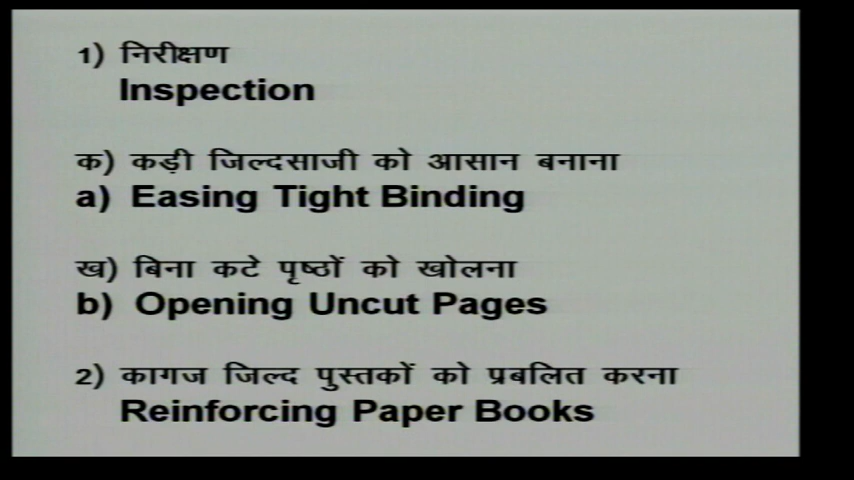 1) निरीक्षण
Inspection
क) कड़ी जिल्दसाजी को आसान बनाना
a) Easing Tight Binding
ख) बिना कटे पृष्ठों को खोलना
b) Opening Uncut Pages
2) कागज जिल्द पुस्तकों को प्रबलित करना
Reinforcing Paper Books